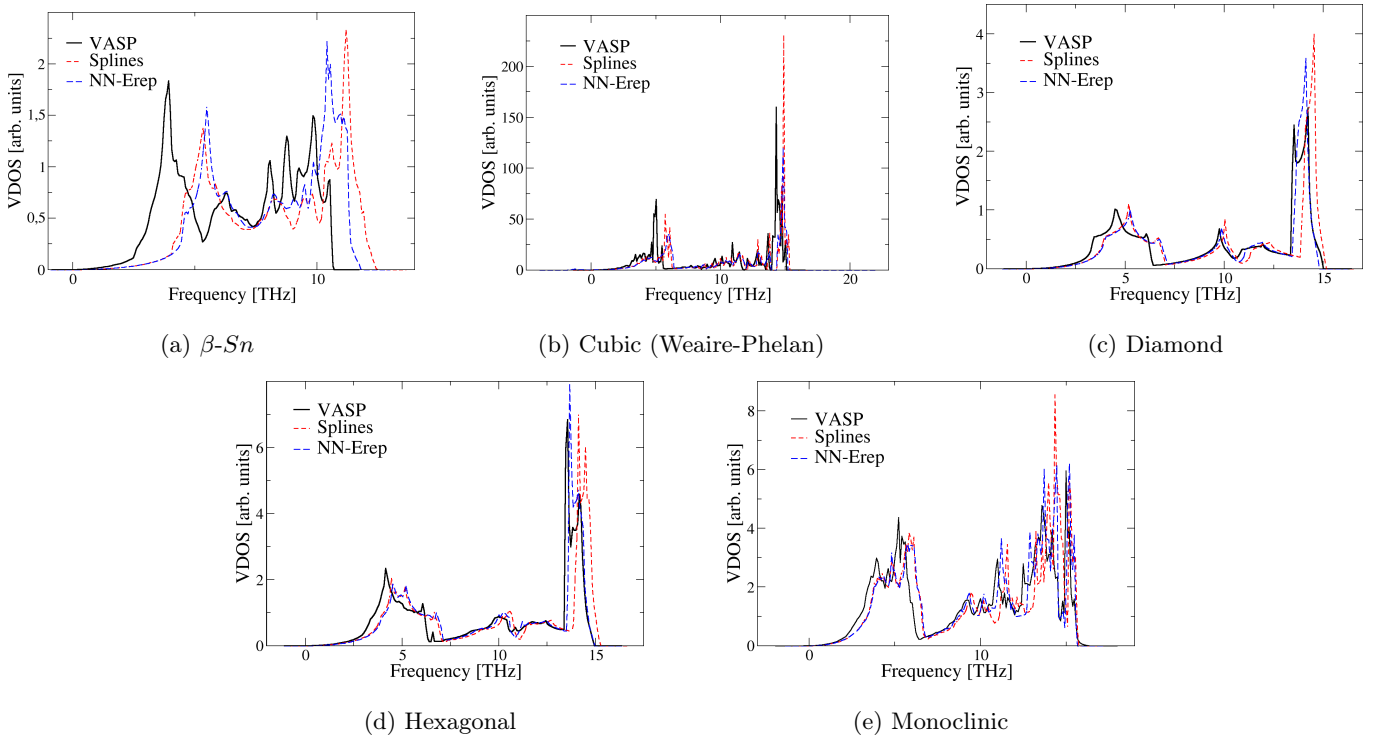 VDOS [arb. units]
2
1.5
1
0.5
0
VASP
Splines
NN-Erep
0
10
Frequency [THz]
(a) β-Sn
VDOS [arb. units]
200
150
100
50
0
VASP
Splines
NN-Erep
0
10
20
Frequency [THz]
(b) Cubic (Weaire-Phelan)
VDOS [arb. units]
4
3
2
1
0
VASP
Splines
NN-Erep
0
5
10
15
Frequency [THz]
(c) Diamond
VDOS [arb. units]
6
4
2
0
VASP
Splines
NN-Erep
0
5
10
15
Frequency [THz]
(d) Hexagonal
VDOS [arb. units]
8
6
4
2
0
VASP
Splines
NN-Erep
0
10
Frequency [THz]
(e) Monoclinic